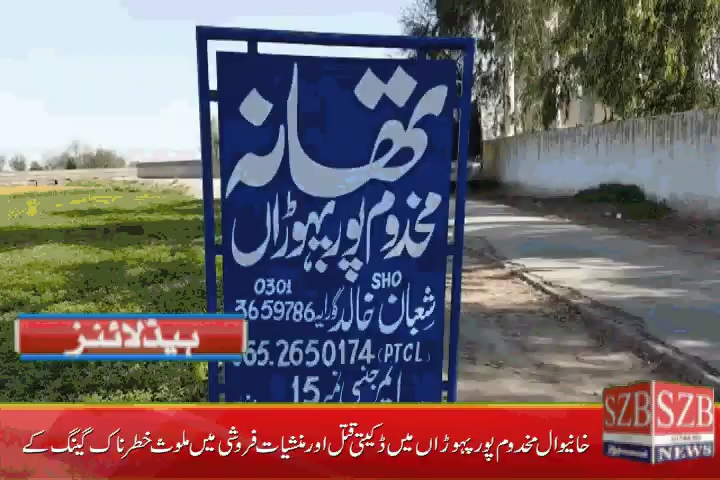 تھانہ
مخدوم پور پہوڑاں
0301 SHO
3659786 شعبان خالد گورایہ
065.2650174 (PTCL)
ایمرجنسی نمبر 15
ہیڈلائنز
خانیوال مخدوم پور پہوڑاں میں ڈکیتی قتل اور منشیات فروشی میں ملوث خطرناک گینگ کے
SZB SZB
NEWS